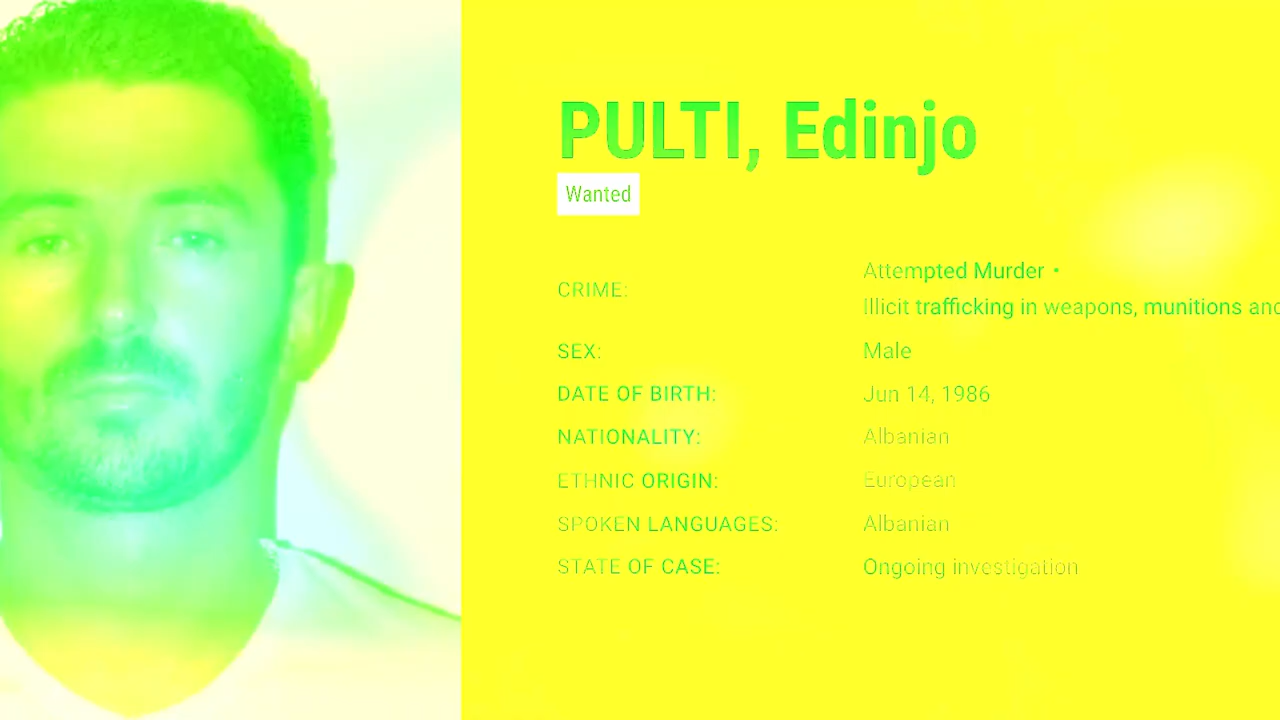 PULTI, Edinjo
Wanted
CRIME:
Attempted Murder •
Illicit trafficking in weapons, munitions and
SEX: Male
DATE OF BIRTH: Jun 14, 1986
NATIONALITY: Albanian
ETHNIC ORIGIN: European
SPOKEN LANGUAGES: Albanian
STATE OF CASE: Ongoing investigation